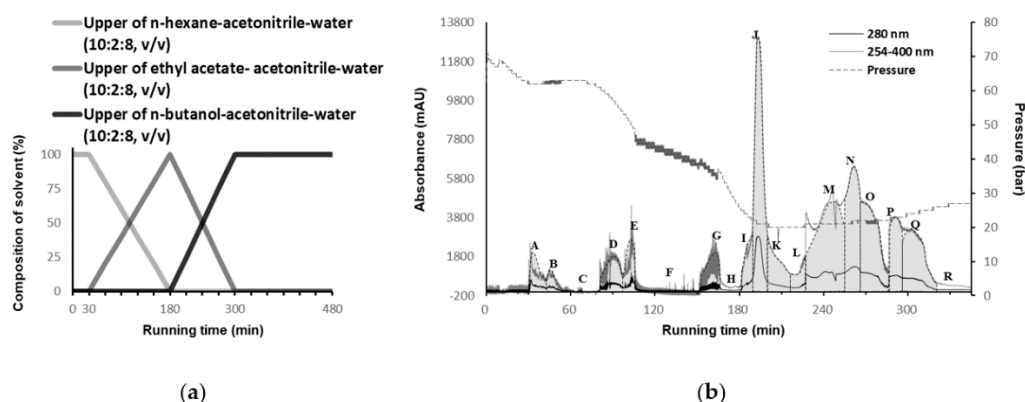 Upper of n-hexane-acetonitrile-water
(10:2:8, v/v)
Upper of ethyl acetate- acetonitrile-water
(10:2:8, v/v)
Upper of n-butanol-acetonitrile-water
(10:2:8, v/v)
Composition of solvent(%)
100
75
50
25
0
0 30 180 300 480
Running time (min)
(a)
Absorbance (mAU)
13800
11800
9800
7800
5800
3800
1800
-200
280 nm
254-400 nm
Pressure
A
B
C
D
E
F
G
H
I
J
K
L
M
N
O
P
Q
R
80
70
60
50
40
30
20
10
0
Pressure (bar)
0 60 120 180 240 300
Running time (min)
(b)